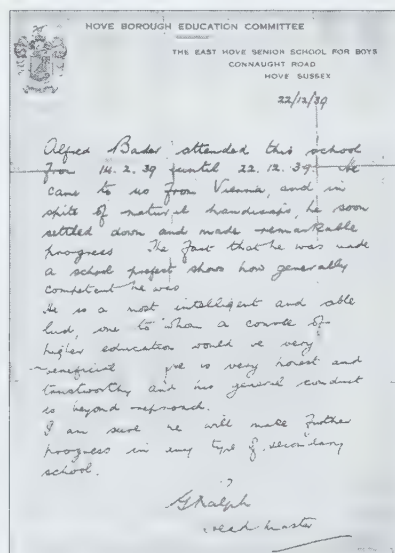 HOVE BOROUGH EDUCATION COMMITTEE
THE EAST HOVE SENIOR SCHOOL FOR BOYS
CONNAUGHT ROAD
HOVE SUSSEX
22/12/39
Alfred Bader attended this school
from 14.2.39 until 22.12.39. He
came to us from Vienna, and in
spite of natural handicaps, he soon
settled down and made remarkable
progress The fact that he was made
a school prefect shows how generally
competent he was
He is a most intelligent and able
lad, one to whom a course of
higher education would be very
beneficial He is very honest and
trustworthy and his general conduct
is beyond reproach.
I am sure he will make further
progress in any type of secondary
school.
G Ralph
Head-master